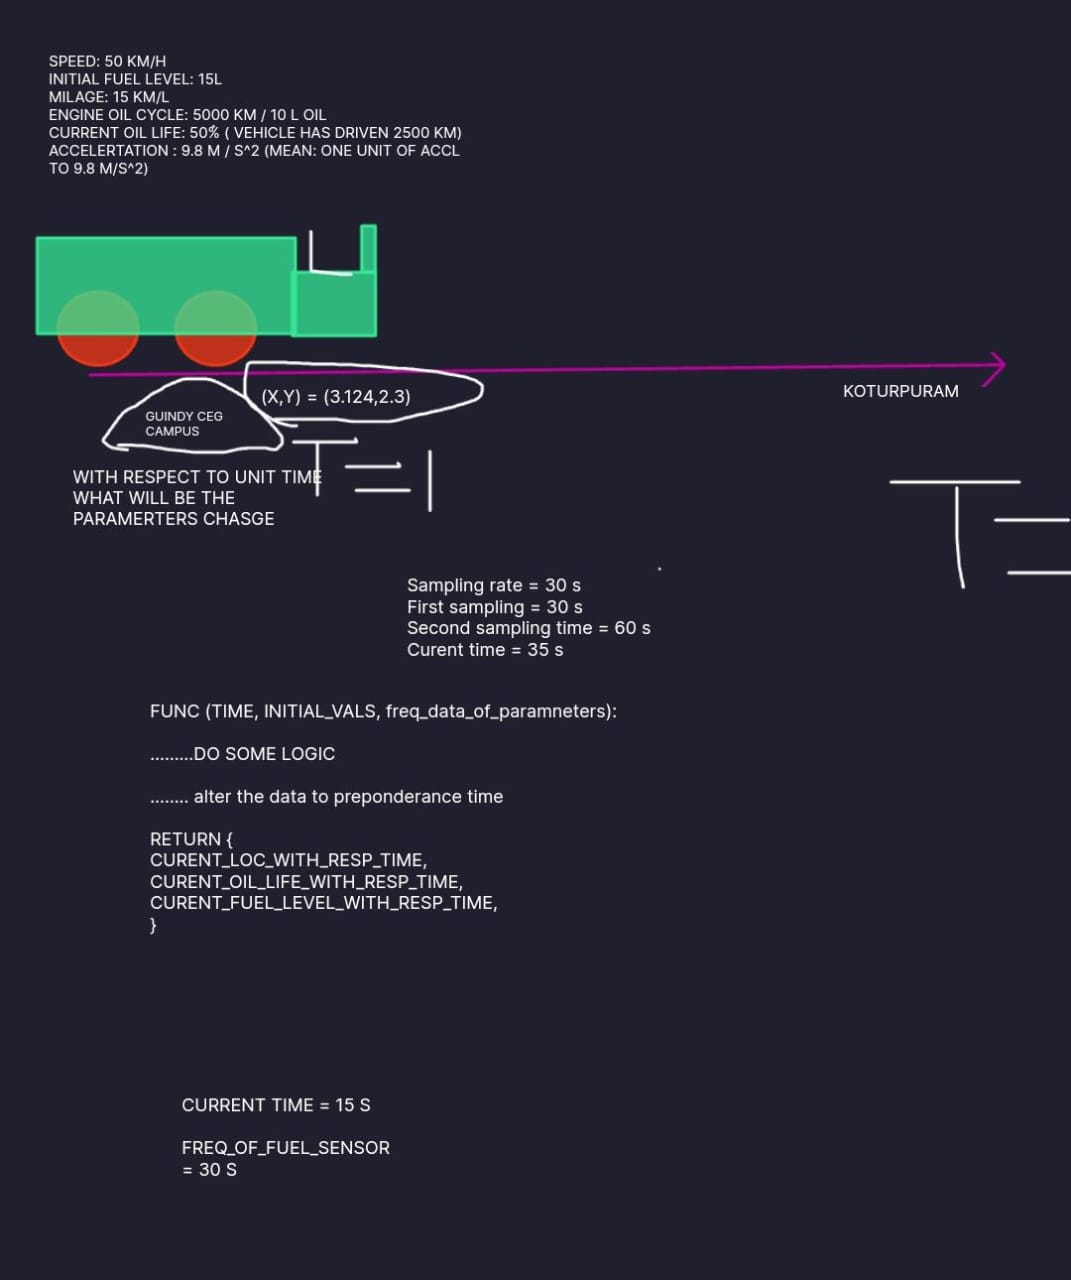 SPEED: 50 KM/H
INITIAL FUEL LEVEL: 15L
MILAGE: 15 KM/L
ENGINE OIL CYCLE: 5000 KM / 10 L OIL
CURRENT OIL LIFE: 50% ( VEHICLE HAS DRIVEN 2500 KM)
ACCELERTATION : 9.8 M / S^2 (MEAN: ONE UNIT OF ACCL
TO 9.8 M/S^2)
KOTURPURAM
(X,Y) = (3.124,2.3)
GUINDY CEG
CAMPUS
T = 1
WITH RESPECT TO UNIT TIME
WHAT WILL BE THE
PARAMERTERS CHASGE
T =
Sampling rate = 30 s
First sampling = 30 s
Second sampling time = 60 s
Curent time = 35 s
FUNC (TIME, INITIAL_VALS, freq_data_of_paramneters):
.........DO SOME LOGIC
........ alter the data to preponderance time
RETURN {
CURENT_LOC_WITH_RESP_TIME,
CURENT_OIL_LIFE_WITH_RESP_TIME,
CURENT_FUEL_LEVEL_WITH_RESP_TIME,
}
CURRENT TIME = 15 S
FREQ_OF_FUEL_SENSOR
= 30 S